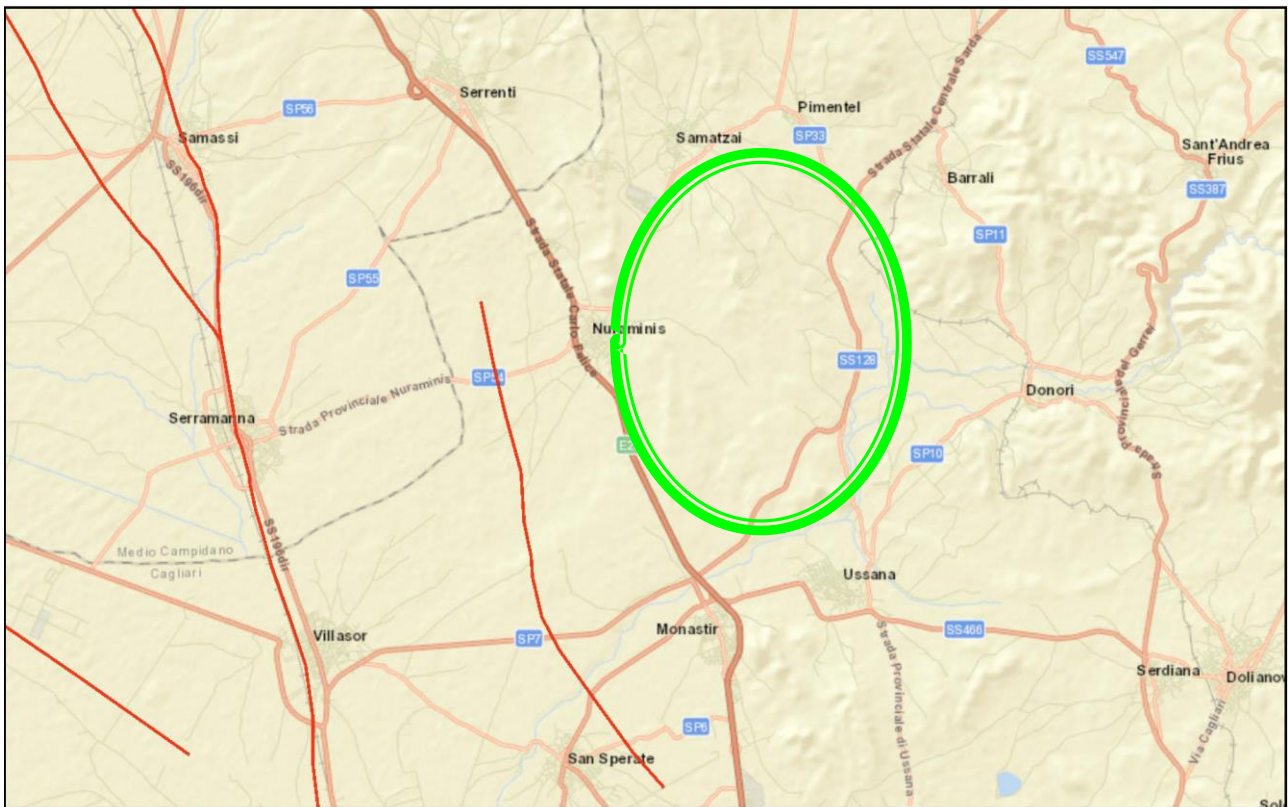 SS547
Serrenti
SP56
Pimentel
Samassi
Samatzai
SP33
Strada Statale Centrale Sarda
Sant'Andrea
Frius
SS196dir
Barrali
SS387
Strada Statale Carlo Felice
SP11
SP55
Nuraminis
SS128
SP54
Strada Provinciale Nuraminis
Donori
Strada Provinciale del Gerrei
Serramanna
SP10
SS196dir
Medio Campidano
Cagliari
Ussana
Villasor
SP7
Monastir
SS466
Strada Provinciale di Ussana
Serdiana
SP6
Via Cagliari
San Sperate